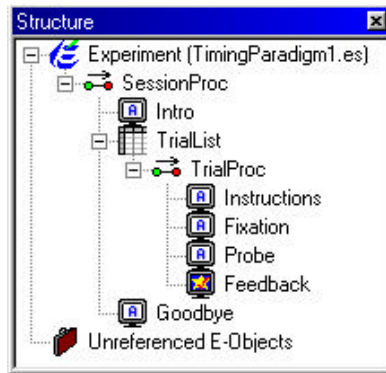 Structure
Experiment (TimingParadigm1.es)
SessionProc
Intro
TrialList
TrialProc
Instructions
Fixation
Probe
Feedback
Goodbye
Unreferenced E-Objects